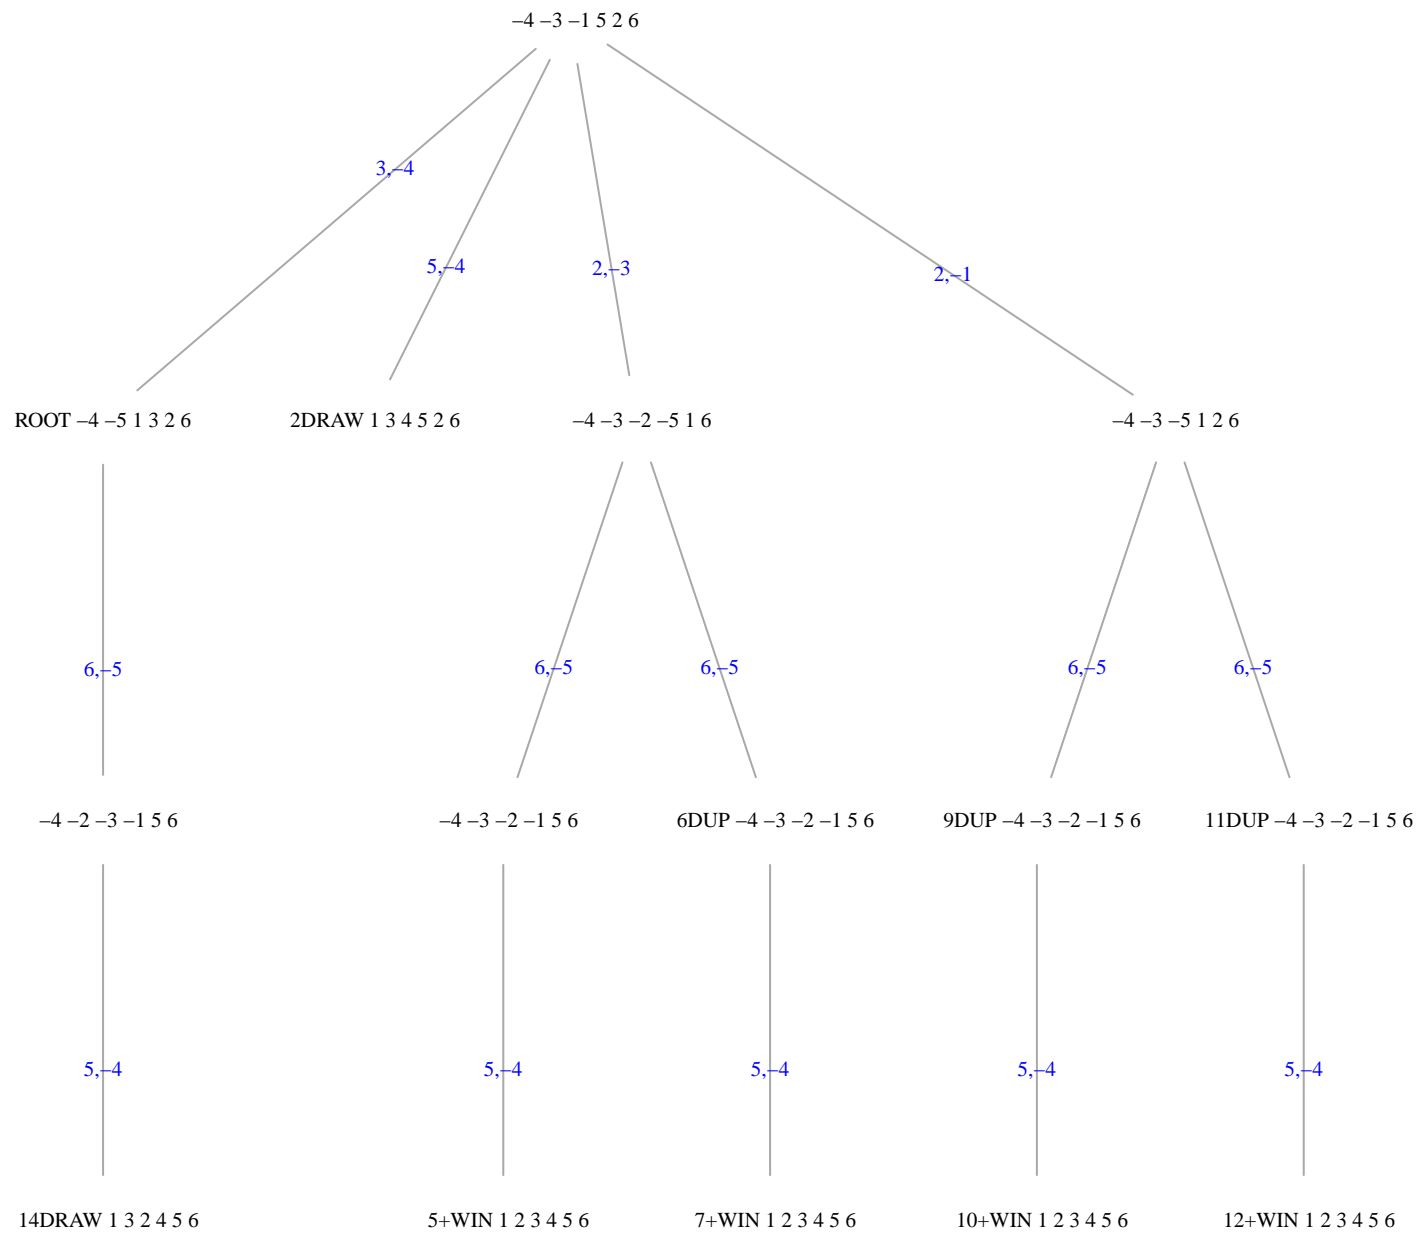 –4 –3 –1 5 2 6
3,–4
5,–4
2,–3
2,–1
ROOT –4 –5 1 3 2 6
2DRAW 1 3 4 5 2 6
–4 –3 –2 –5 1 6
–4 –3 –5 1 2 6
6,–5
6,–5
6,–5
6,–5
6,–5
–4 –2 –3 –1 5 6
–4 –3 –2 –1 5 6
6DUP –4 –3 –2 –1 5 6
9DUP –4 –3 –2 –1 5 6
11DUP –4 –3 –2 –1 5 6
5,–4
5,–4
5,–4
5,–4
5,–4
14DRAW 1 3 2 4 5 6
5+WIN 1 2 3 4 5 6
7+WIN 1 2 3 4 5 6
10+WIN 1 2 3 4 5 6
12+WIN 1 2 3 4 5 6